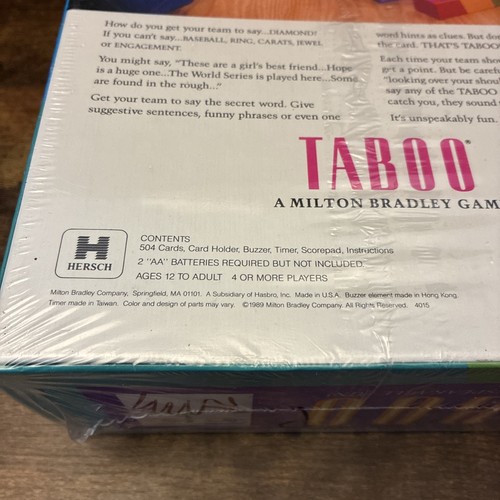 How do you get your team to say...DIAMOND?
If you can't say...BASEBALL, RING, CARATS, JEWEL
or ENGAGEMENT.
You might say, "These are a girl's best friend...Hope
is a huge one...The World Series is played here...Some
are found in the rough..."
Get your team to say the secret word. Give
suggestive sentences, funny phrases or even one
word hints as clues. But
the card. THAT'S TABOO
Each time your team
get a point. But be
"looking over your
say any of the TABOO
catch you, they sound
It's unspeakably fun.
TABOO®
A MILTON BRADLEY
H
HERSCH
CONTENTS
504 Cards, Card Holder, Buzzer, Timer, Scorepad, Instructions
2 "AA" BATTERIES REQUIRED BUT NOT INCLUDED.
AGES 12 TO ADULT 4 OR MORE PLAYERS
Milton Bradley Company, Springfield, MA 01101. A Subsidiary of Hasbro, Inc. Made in U.S.A. Buzzer element made in Hong Kong.
Timer made in Taiwan. Color and design of parts may vary. ©1989 Milton Bradley Company. All Rights Reserved. 4015